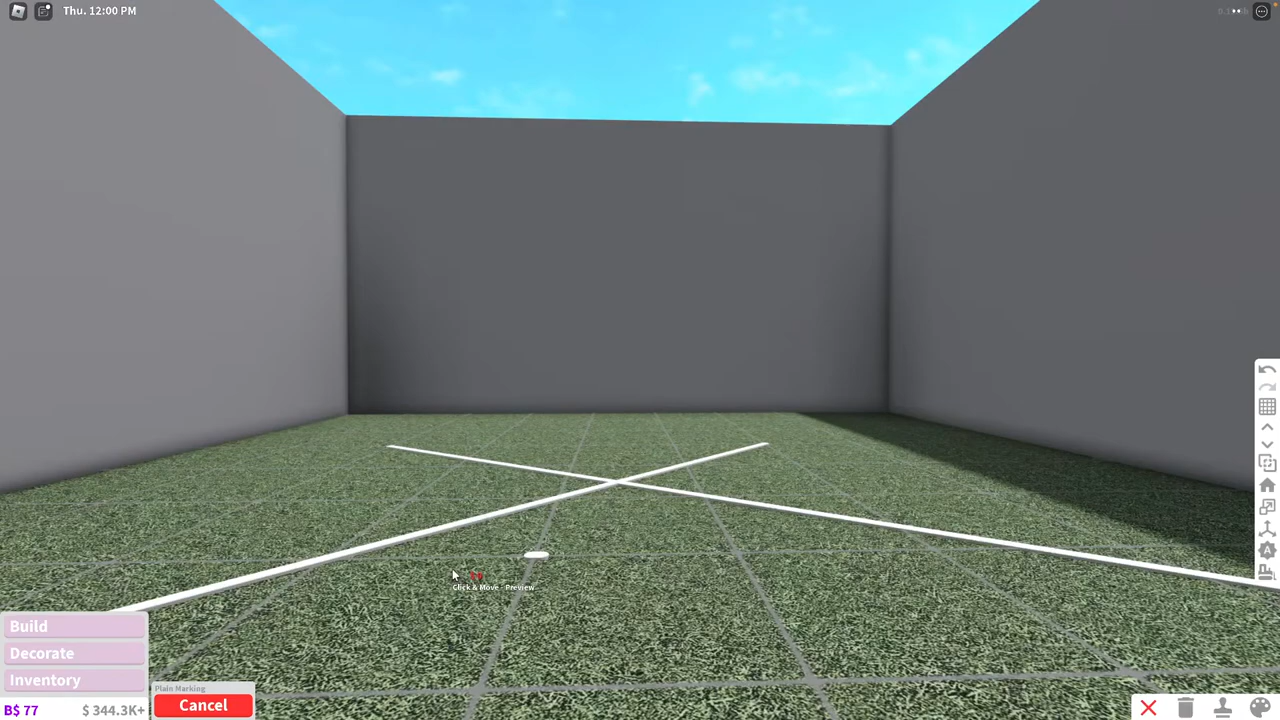 Thu. 12:00 PM
Click & Move - Preview
Build
Decorate
Inventory
Plain Marking
Cancel
B$ 77
$ 344.3K+